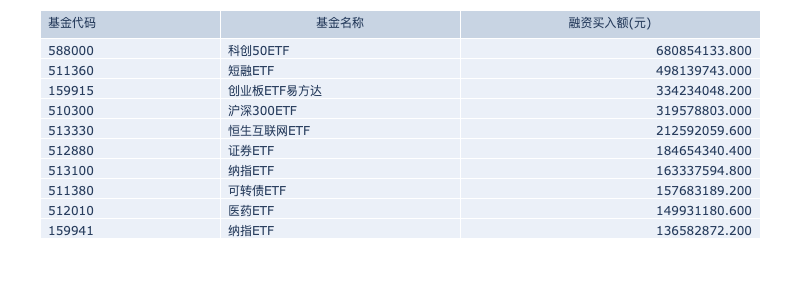 基金代码 基金名称 融资买入额(元)
588000 科创50ETF 680854133.800
511360 短融ETF 498139743.000
159915 创业板ETF易方达 334234048.200
510300 沪深300ETF 319578803.000
513330 恒生互联网ETF 212592059.600
512880 证券ETF 184654340.400
513100 纳指ETF 163337594.800
511380 可转债ETF 157683189.200
512010 医药ETF 149931180.600
159941 纳指ETF 136582872.200